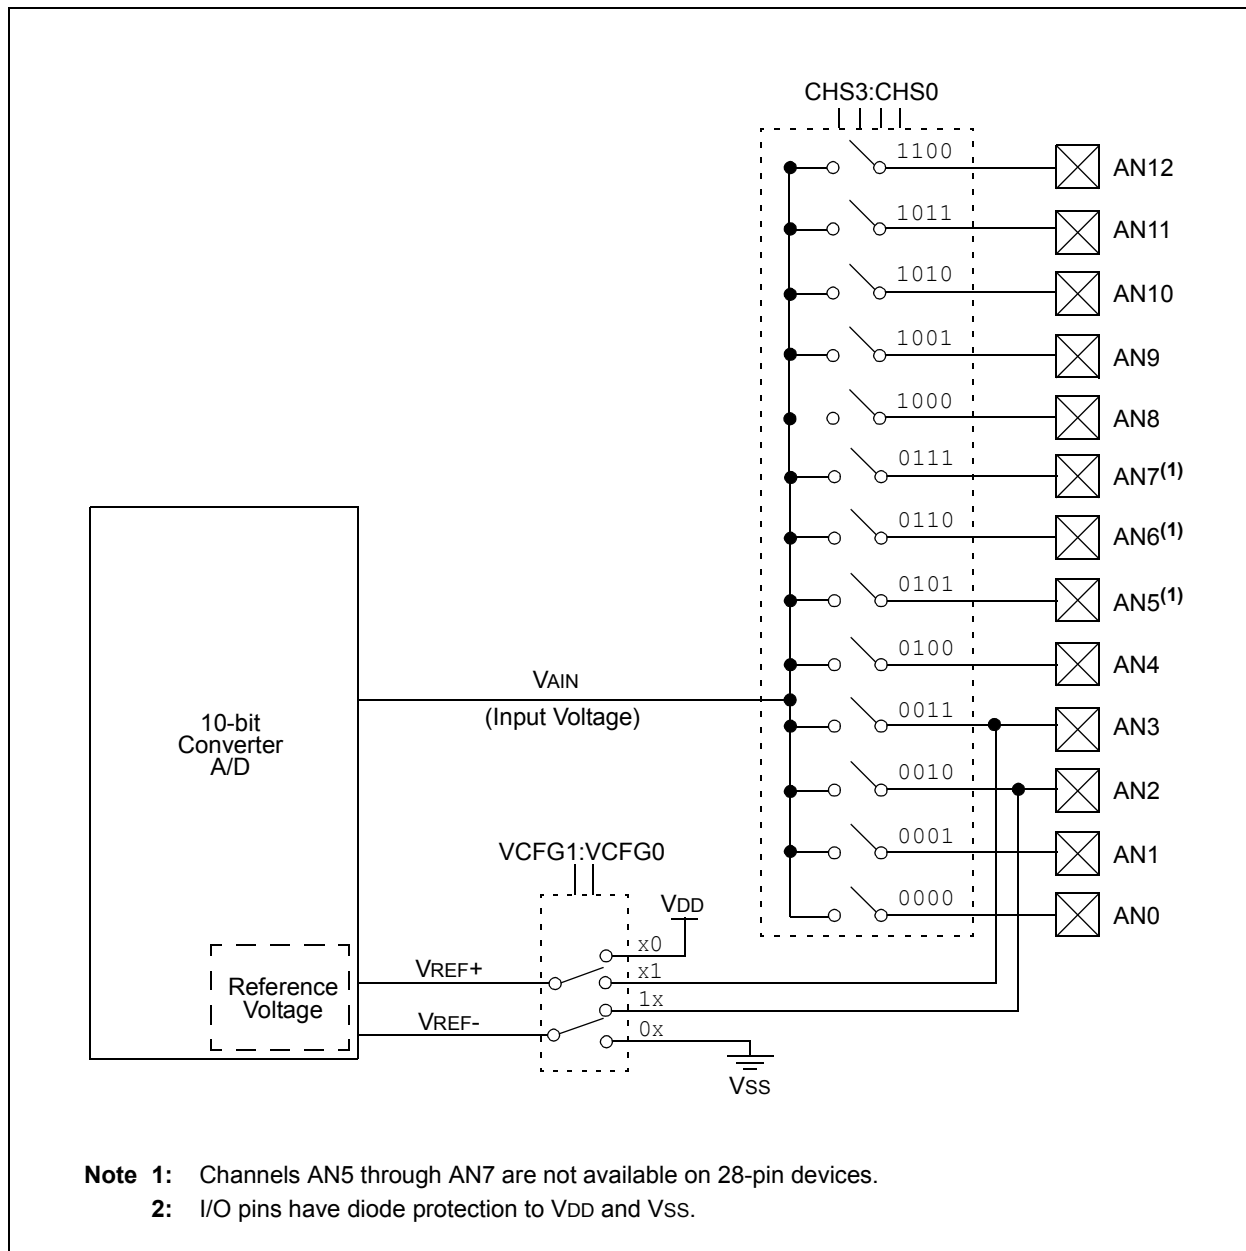 CHS3:CHS0
1100
AN12
1011
AN11
1010
AN10
1001
AN9
1000
AN8
0111
AN7(1)
0110
AN6(1)
0101
AN5(1)
0100
AN4
VAIN
(Input Voltage)
0011
AN3
10-bit
Converter
A/D
0010
AN2
0001
AN1
VCFG1:VCFG0
0000
AN0
VDD
x0
VREF+
x1
Reference
Voltage
1x
VREF-
0x
VSS
Note 1: Channels AN5 through AN7 are not available on 28-pin devices.
2: I/O pins have diode protection to VDD and VSS.